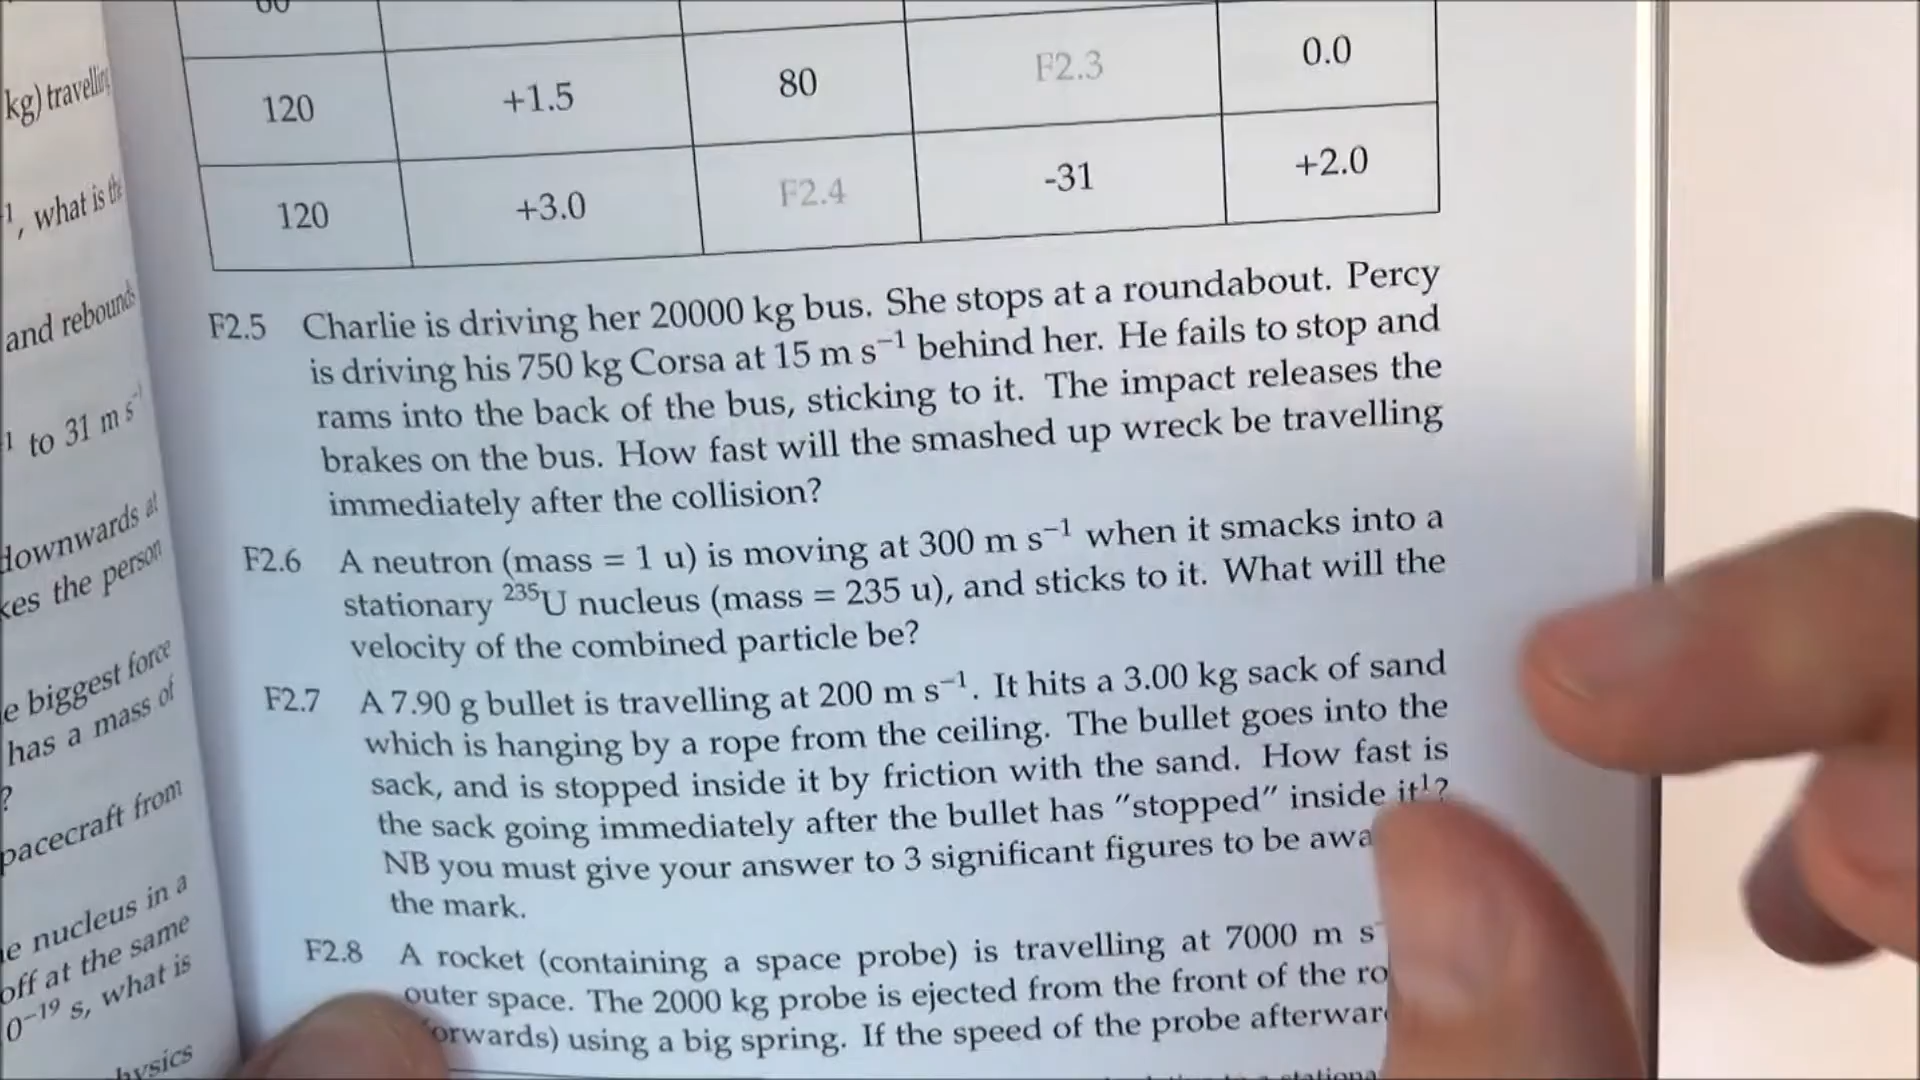 kg) travelling
120 +1.5 80 F2.3 0.0
120 +3.0 F2.4 -31 +2.0
F2.5 Charlie is driving her 20000 kg bus. She stops at a roundabout. Percy
is driving his 750 kg Corsa at 15 m s⁻¹ behind her. He fails to stop and
rams into the back of the bus, sticking to it. The impact releases the
brakes on the bus. How fast will the smashed up wreck be travelling
immediately after the collision?
F2.6 A neutron (mass = 1 u) is moving at 300 m s⁻¹ when it smacks into a
stationary ²³⁵U nucleus (mass = 235 u), and sticks to it. What will the
velocity of the combined particle be?
F2.7 A 7.90 g bullet is travelling at 200 m s⁻¹. It hits a 3.00 kg sack of sand
which is hanging by a rope from the ceiling. The bullet goes into the
sack, and is stopped inside it by friction with the sand. How fast is
the sack going immediately after the bullet has "stopped" inside it¹?
NB you must give your answer to 3 significant figures to be awa
the mark.
F2.8 A rocket (containing a space probe) is travelling at 7000 m s
outer space. The 2000 kg probe is ejected from the front of the ro
orwards) using a big spring. If the speed of the probe afterwar
, what is the
and rebounds
to 31 m s⁻¹
downwards at
kes the person
e biggest force
has a mass of
?
pacecraft from
e nucleus in a
off at the same
0⁻¹⁹ s, what is
hysics